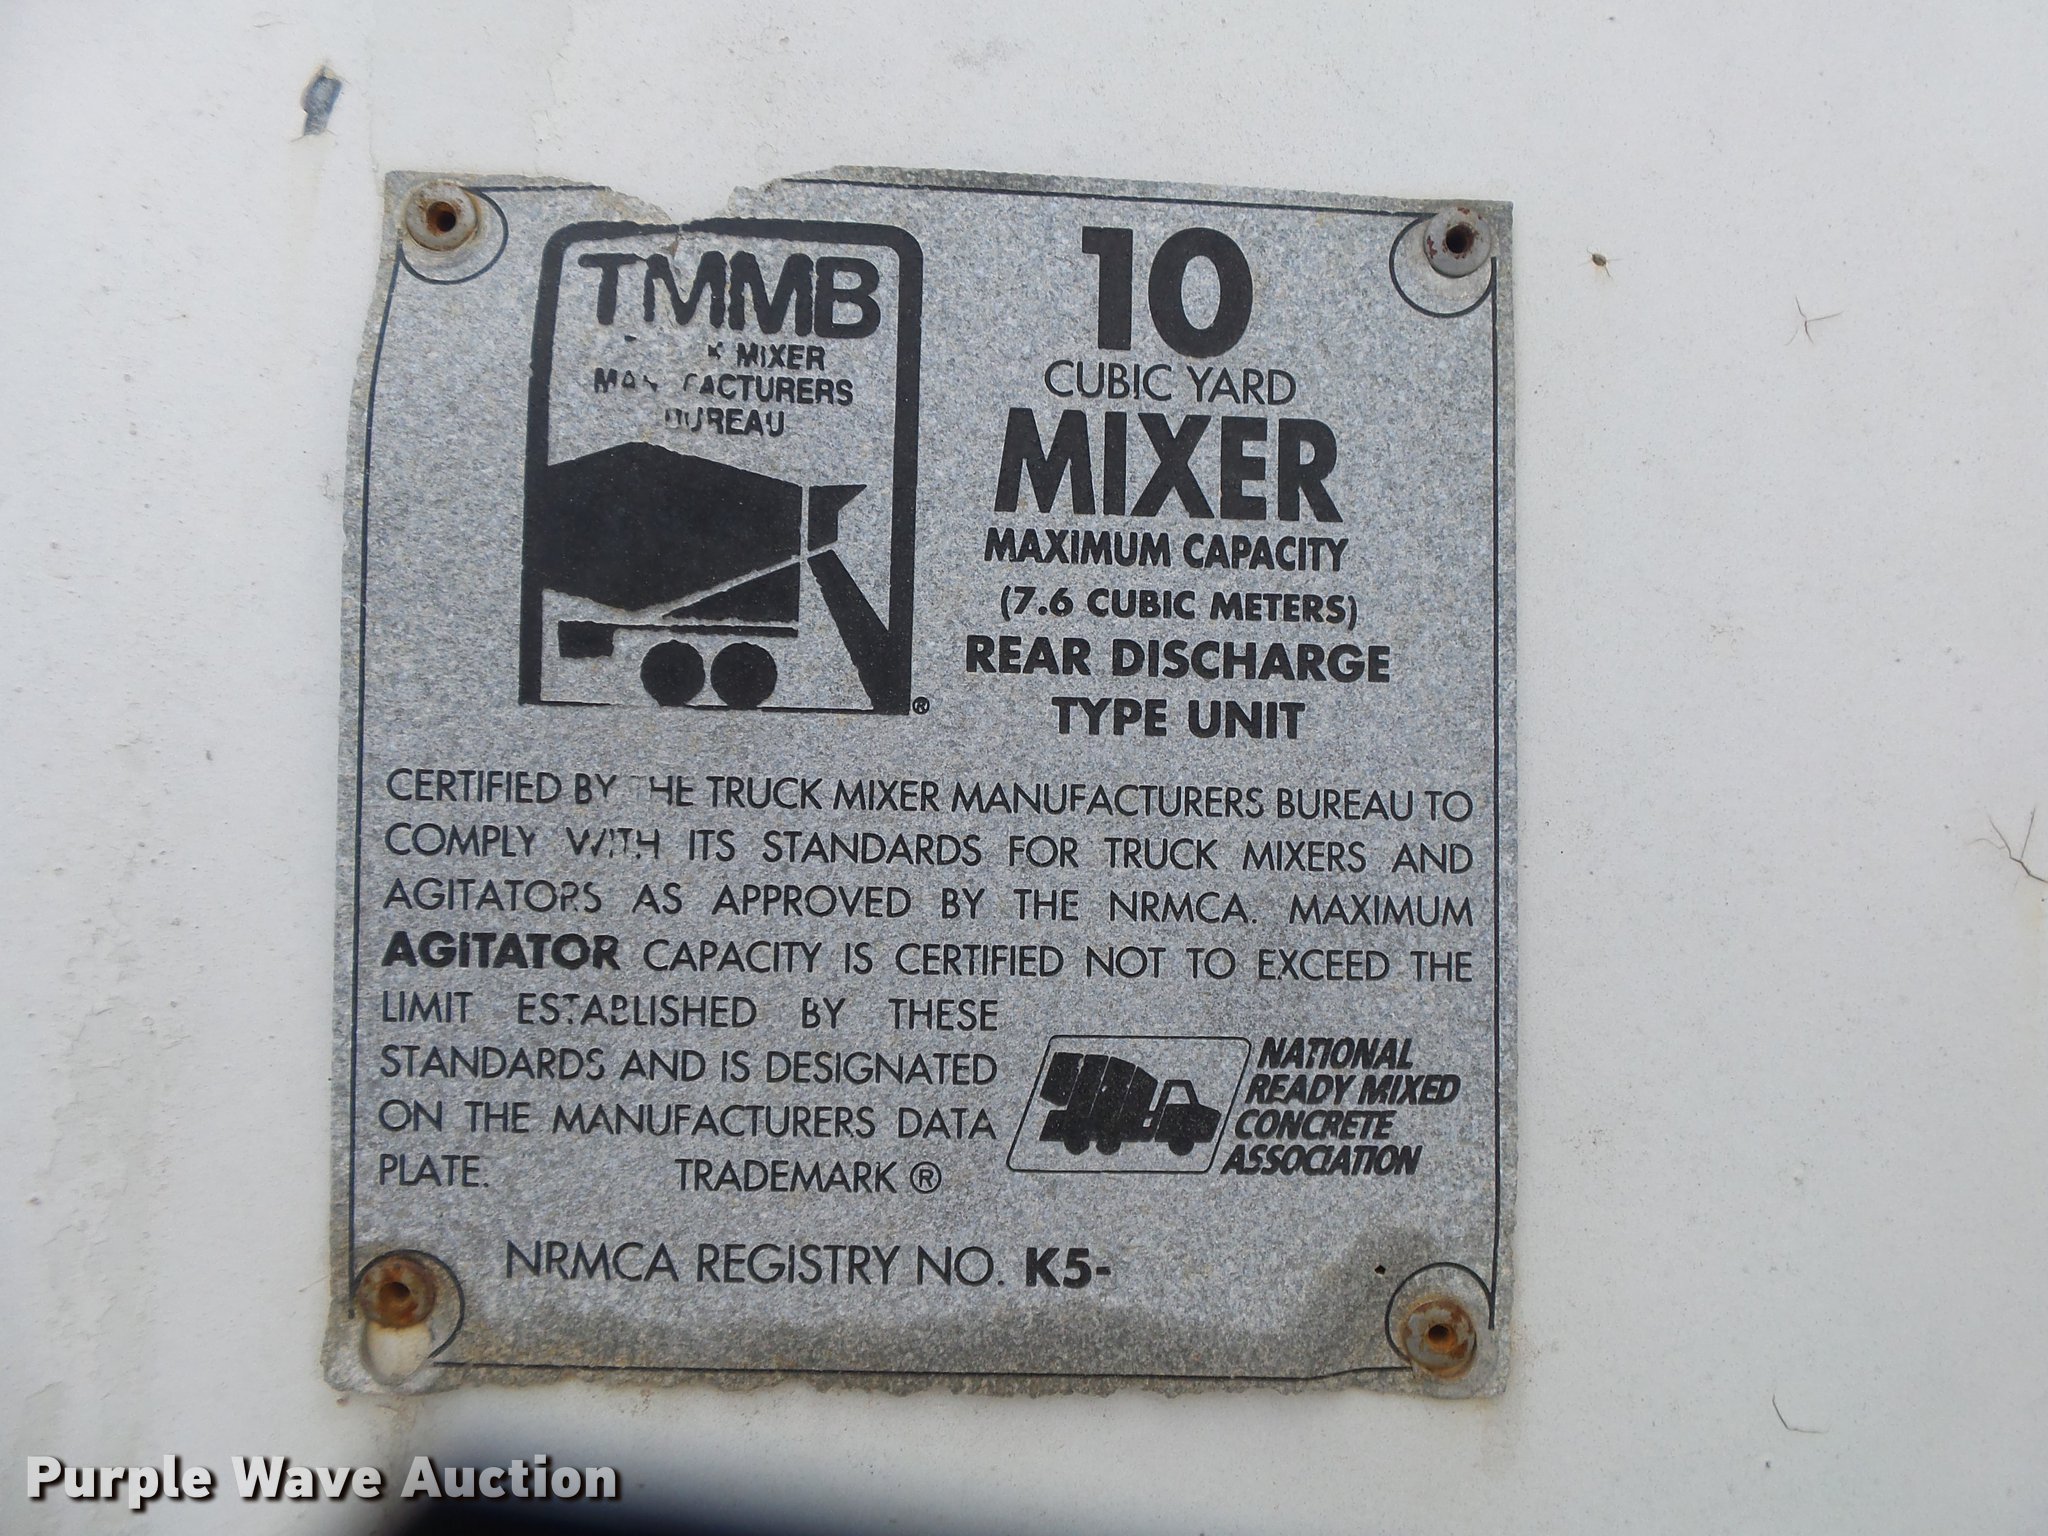 TMMB
MIXER
MANUFACTURERS
BUREAU
®
10
CUBIC YARD
MIXER
MAXIMUM CAPACITY
(7.6 CUBIC METERS)
REAR DISCHARGE
TYPE UNIT
CERTIFIED BY THE TRUCK MIXER MANUFACTURERS BUREAU TO
COMPLY WITH ITS STANDARDS FOR TRUCK MIXERS AND
AGITATORS AS APPROVED BY THE NRMCA. MAXIMUM
AGITATOR CAPACITY IS CERTIFIED NOT TO EXCEED THE
LIMIT ESTABLISHED BY THESE
STANDARDS AND IS DESIGNATED
ON THE MANUFACTURERS DATA
PLATE. TRADEMARK ®
NATIONAL
READY MIXED
CONCRETE
ASSOCIATION
NRMCA REGISTRY NO. K5-
Purple Wave Auction